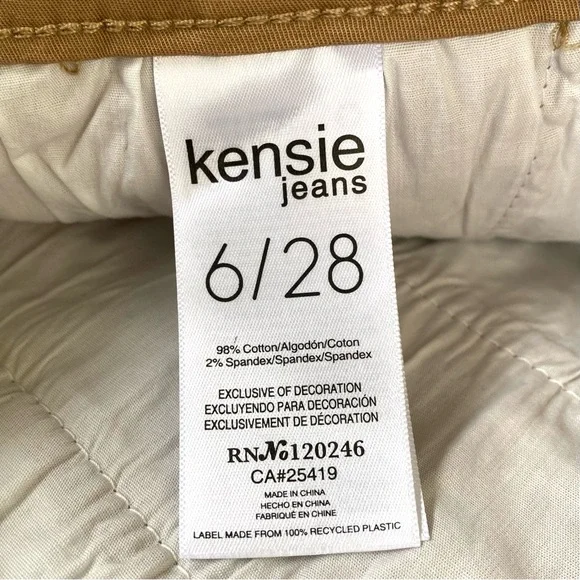 kensie
jeans
6/28
98% Cotton/Algodón/Coton
2% Spandex/Spandex/Spandex
EXCLUSIVE OF DECORATION
EXCLUYENDO PARA DECORACIÓN
EXCLUSIVEMENT DE DÉCORATION
RN№120246
CA#25419
MADE IN CHINA
HECHO EN CHINA
FABRIQUÉ EN CHINE
LABEL MADE FROM 100% RECYCLED PLASTIC